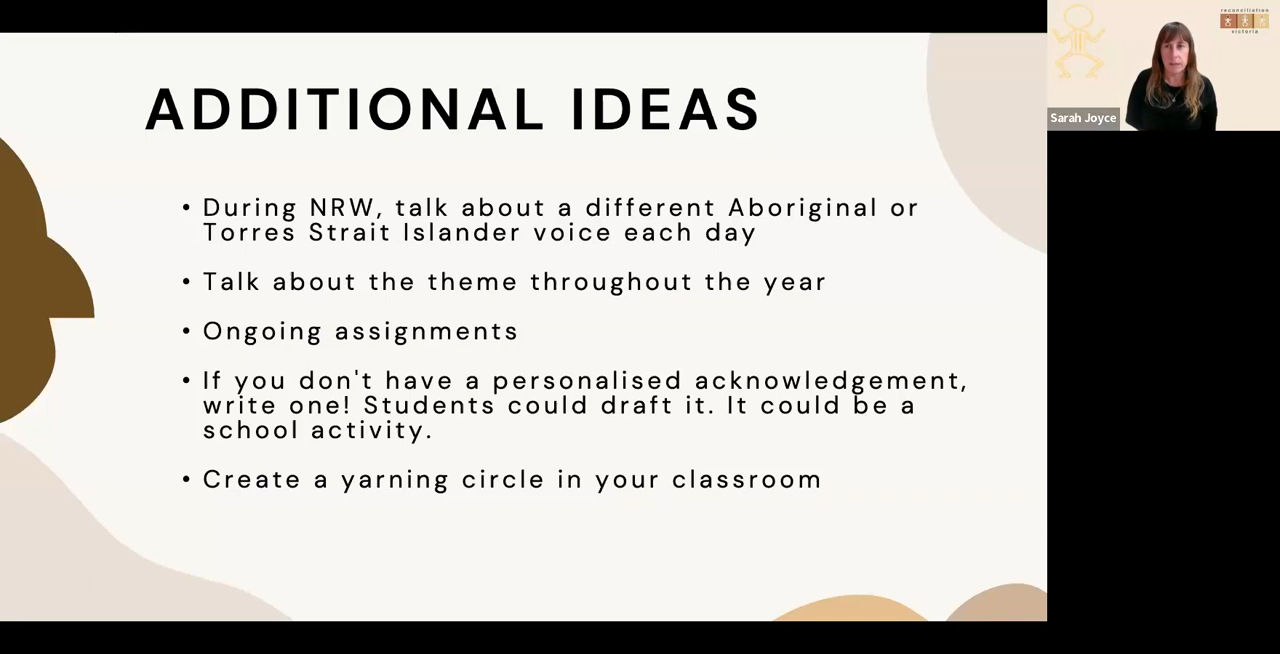 ADDITIONAL IDEAS
• During NRW, talk about a different Aboriginal or
Torres Strait Islander voice each day
• Talk about the theme throughout the year
• Ongoing assignments
• If you don't have a personalised acknowledgement,
write one! Students could draft it. It could be a
school activity.
• Create a yarning circle in your classroom
reconciliation
victoria
Sarah Joyce